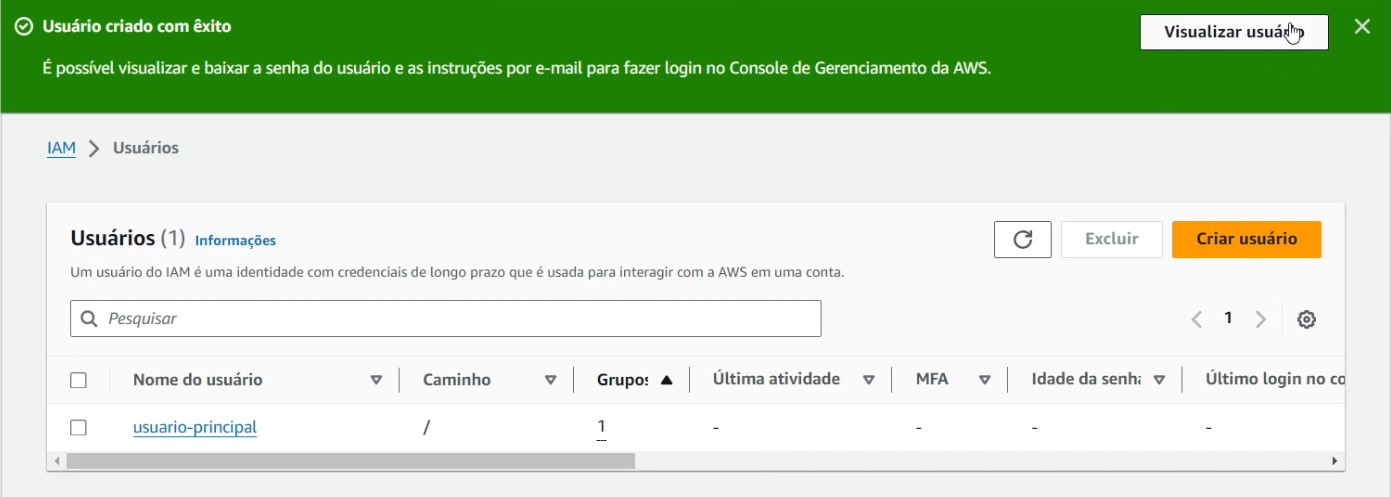 Usuário criado com êxito
Visualizar usuário
É possível visualizar e baixar a senha do usuário e as instruções por e-mail para fazer login no Console de Gerenciamento da AWS.
IAM Usuários
Usuários (1) Informações
Excluir Criar usuário
Um usuário do IAM é uma identidade com credenciais de longo prazo que é usada para interagir com a AWS em uma conta.
Pesquisar
1
Nome do usuário Caminho Grupos Última atividade MFA Idade da senha Último login no co
usuario-principal / 1 - - - -